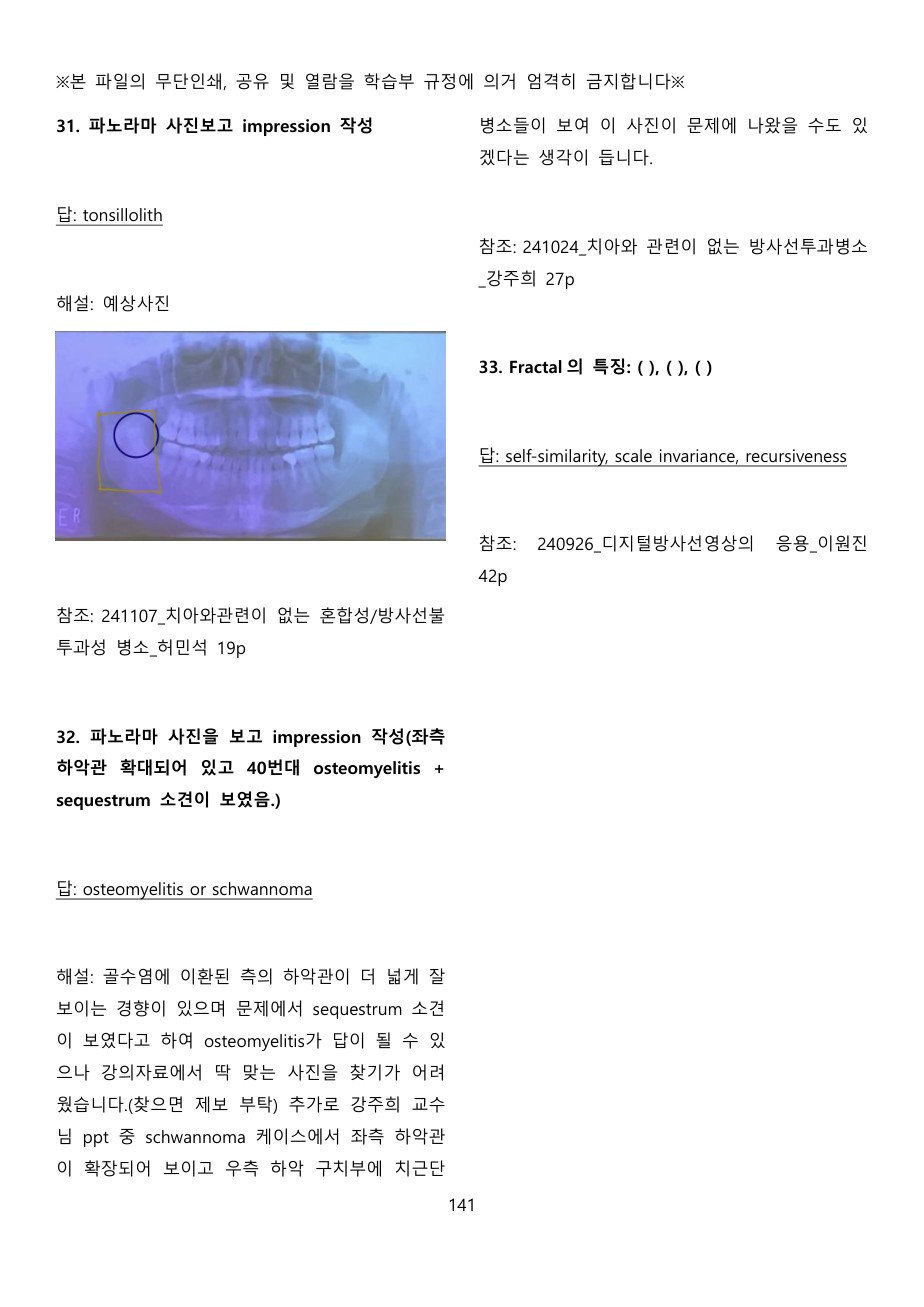 ※본 파일의 무단인쇄, 공유 및 열람을 학습부 규정에 의거 엄격히 금지합니다※
31. 파노라마 사진보고 impression 작성
답: tonsillolith
해설: 예상사진
ER
참조: 241107_치아와관련이 없는 혼합성/방사선불
투과성 병소_허민석 19p
32. 파노라마 사진을 보고 impression 작성(좌측
하악관 확대되어 있고 40번대 osteomyelitis +
sequestrum 소견이 보였음.)
답: osteomyelitis or schwannoma
해설: 골수염에 이환된 측의 하악관이 더 넓게 잘
보이는 경향이 있으며 문제에서 sequestrum 소견
이 보였다고 하여 osteomyelitis가 답이 될 수 있
으나 강의자료에서 딱 맞는 사진을 찾기가 어려
웠습니다.(찾으면 제보 부탁) 추가로 강주희 교수
님 ppt 중 schwannoma 케이스에서 좌측 하악관
이 확장되어 보이고 우측 하악 구치부에 치근단
병소들이 보여 이 사진이 문제에 나왔을 수도 있
겠다는 생각이 듭니다.
참조: 241024_치아와 관련이 없는 방사선투과병소
_강주희 27p
33. Fractal의 특징: ( ), ( ), ( )
답: self-similarity, scale invariance, recursiveness
참조: 240926_디지털방사선영상의 응용_이원진
42p
141